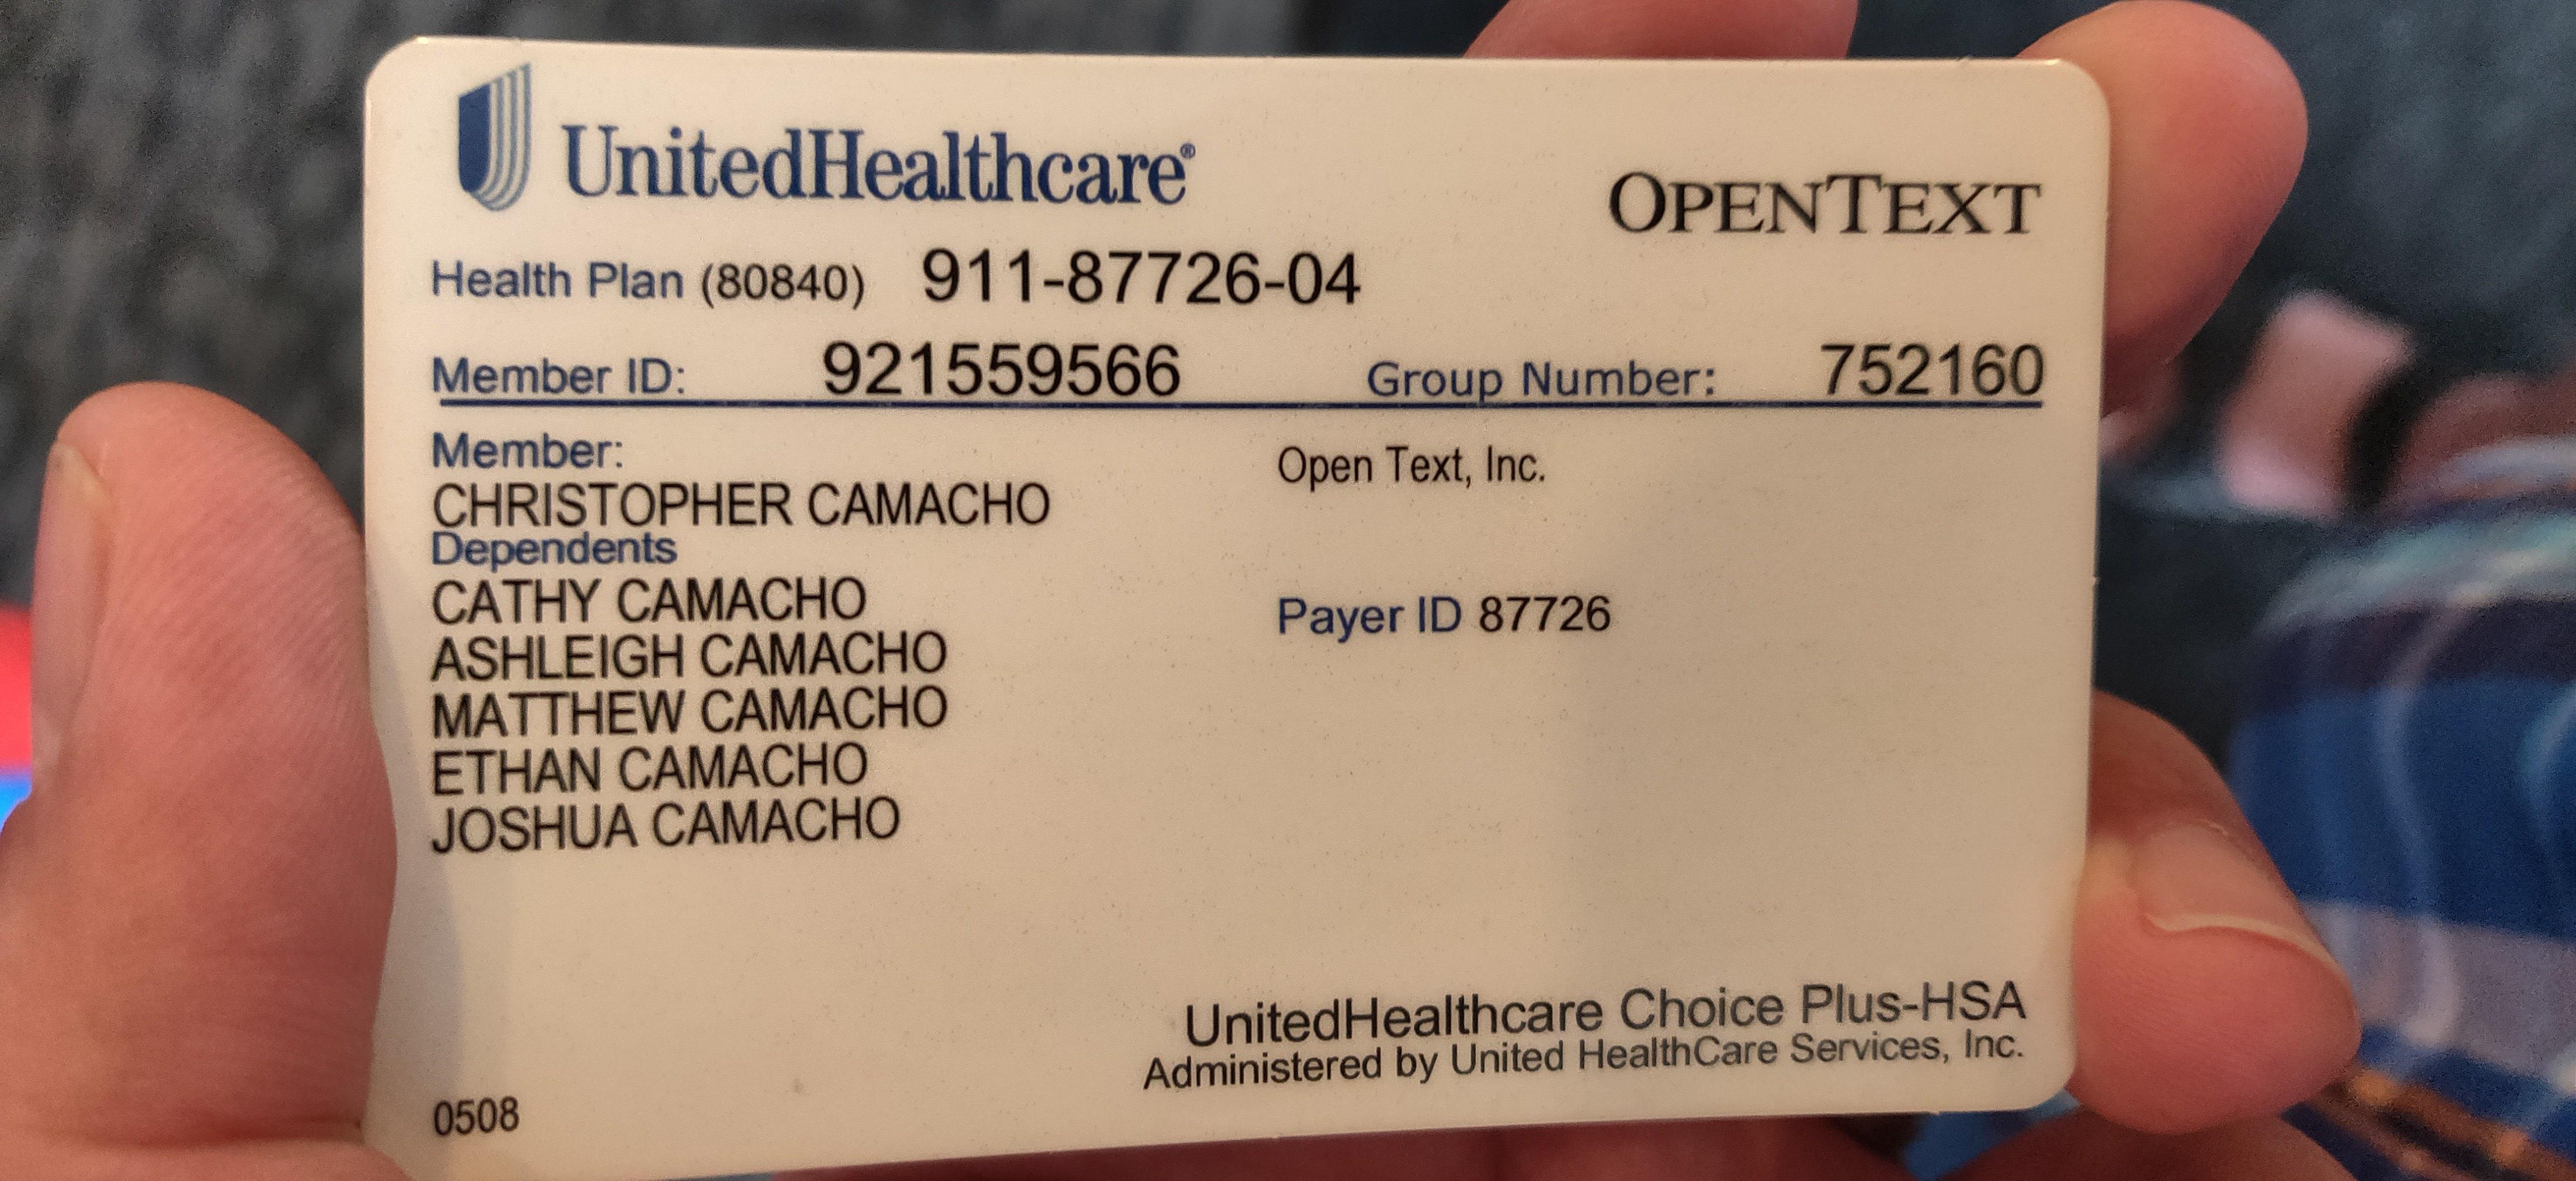 UnitedHealthcare®
OPENTEXT
Health Plan (80840) 911-87726-04
Member ID: 921559566 Group Number: 752160
Member:
CHRISTOPHER CAMACHO
Open Text, Inc.
Dependents
CATHY CAMACHO
Payer ID 87726
ASHLEIGH CAMACHO
MATTHEW CAMACHO
ETHAN CAMACHO
JOSHUA CAMACHO
UnitedHealthcare Choice Plus-HSA
Administered by United HealthCare Services, Inc.
0508